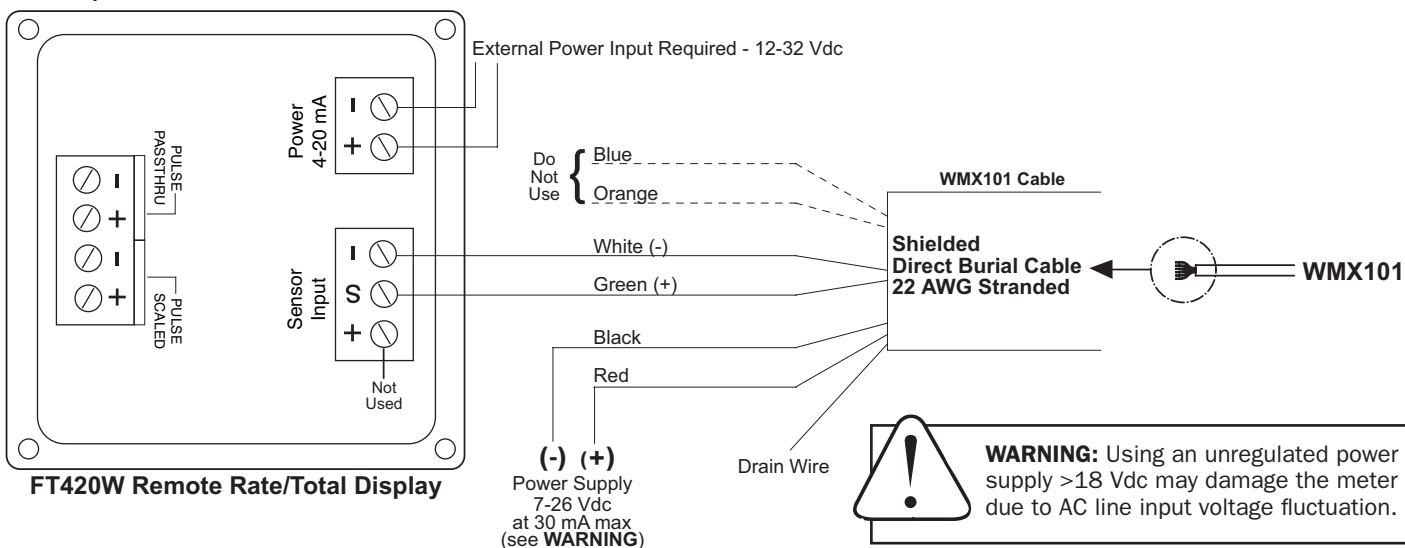 External Power Input Required - 12-32 Vdc
Power
4-20 mA
-
+
PULSE
PASSTHRU
-
+
-
+
PULSE
SCALED
Sensor
Input
-
S
+
Not
Used
FT420W Remote Rate/Total Display
Do
Not
Use
{
Blue
Orange
White (-)
Green (+)
Black
Red
(-) (+)
Power Supply
7-26 Vdc
at 30 mA max
(see WARNING)
Drain Wire
WMX101 Cable
Shielded
Direct Burial Cable
22 AWG Stranded
WMX101
!
WARNING: Using an unregulated power
supply >18 Vdc may damage the meter
due to AC line input voltage fluctuation.